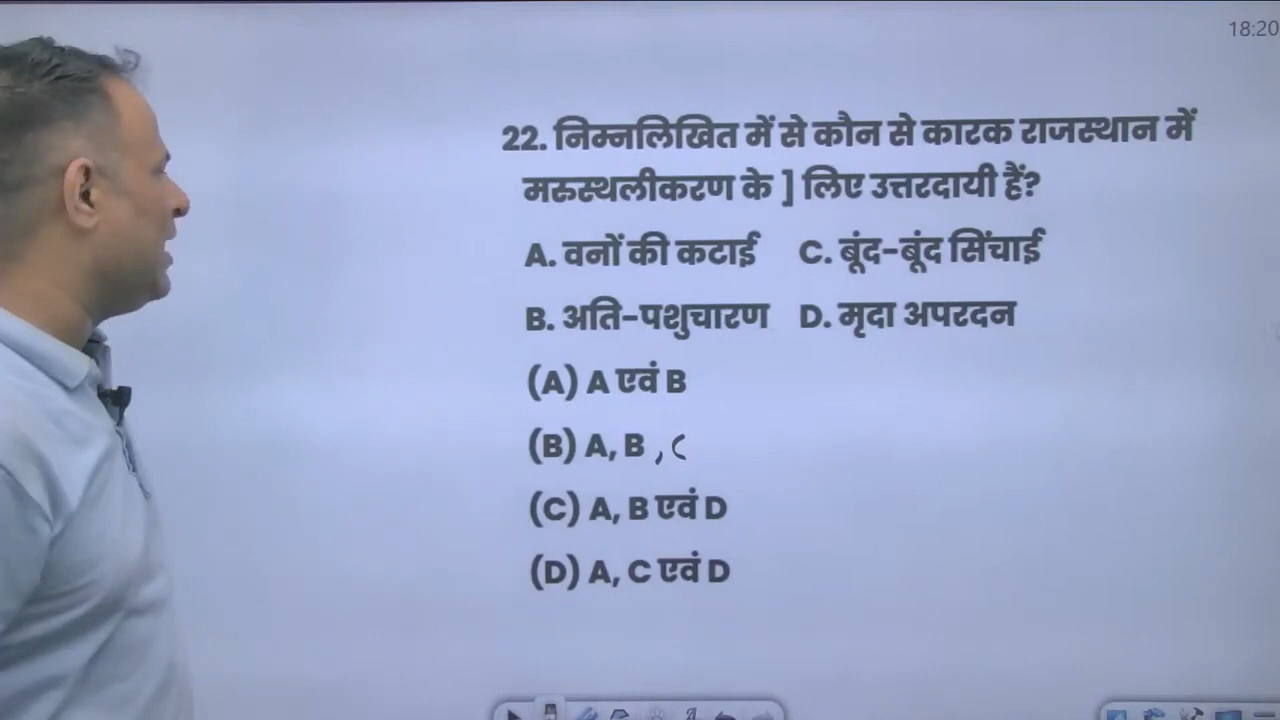 18:20
22. निम्नलिखित में से कौन से कारक राजस्थान में
मरुस्थलीकरण के ] लिए उत्तरदायी हैं?
A. वनों की कटाई C. बूंद-बूंद सिंचाई
B. अति-पशुचारण D. मृदा अपरदन
(A) A एवं B
(B) A, B , C
(C) A, B एवं D
(D) A, C एवं D